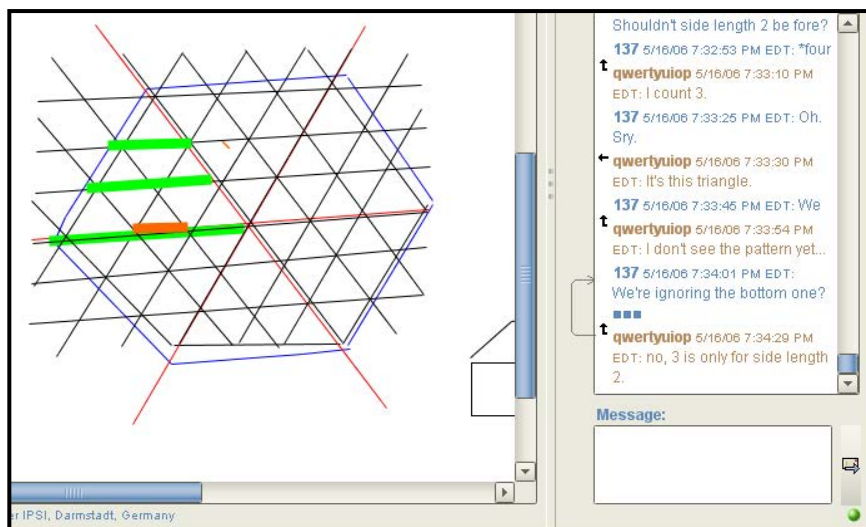 Shouldn't side length 2 be fore?
137 5/16/06 7:32:53 PM EDT: *four
qwertyuiop 5/16/06 7:33:10 PM
EDT: I count 3.
137 5/16/06 7:33:25 PM EDT: Oh.
Sry.
qwertyuiop 5/16/06 7:33:30 PM
EDT: It's this triangle.
137 5/16/06 7:33:45 PM EDT: We
qwertyuiop 5/16/06 7:33:54 PM
EDT: I don't see the pattern yet...
137 5/16/06 7:34:01 PM EDT:
We're ignoring the bottom one?
qwertyuiop 5/16/06 7:34:29 PM
EDT: no, 3 is only for side length
2.
Message:
er IPSI, Darmstadt, Germany